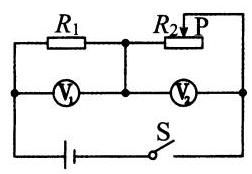 R₁ R₂ P
V₁ V₂
S